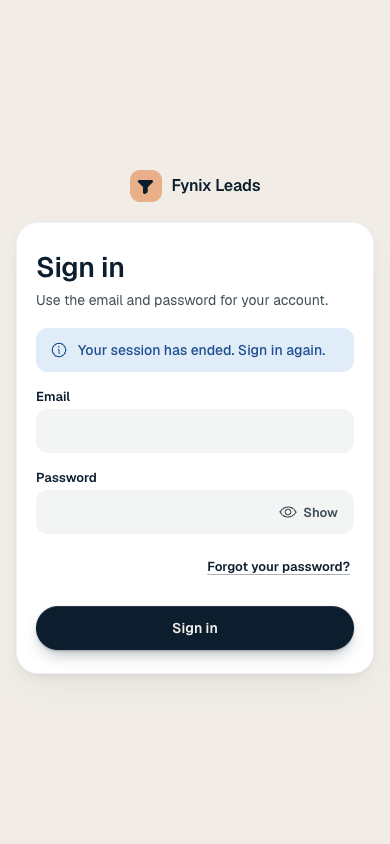 Fynix Leads
Sign in
Use the email and password for your account.
Your session has ended. Sign in again.
Email
Password
Show
Forgot your password?
Sign in